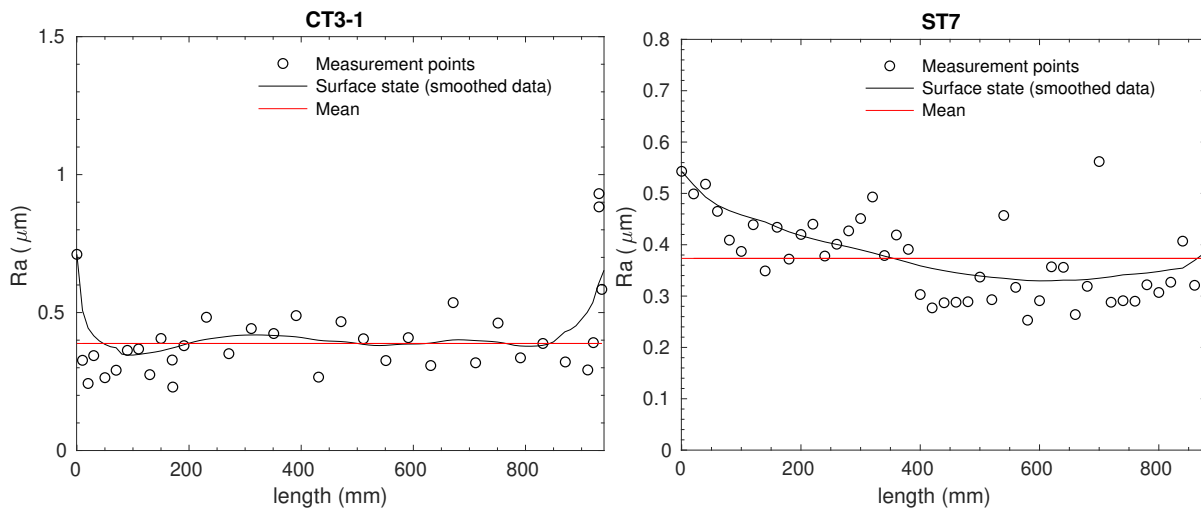 CT3-1
1.5
1
0.5
0
Ra ( μm)
Measurement points
Surface state (smoothed data)
Mean
0 200 400 600 800
length (mm)
ST7
0.8
0.7
0.6
0.5
0.4
0.3
0.2
0.1
0
Ra ( μm)
Measurement points
Surface state (smoothed data)
Mean
0 200 400 600 800
length (mm)